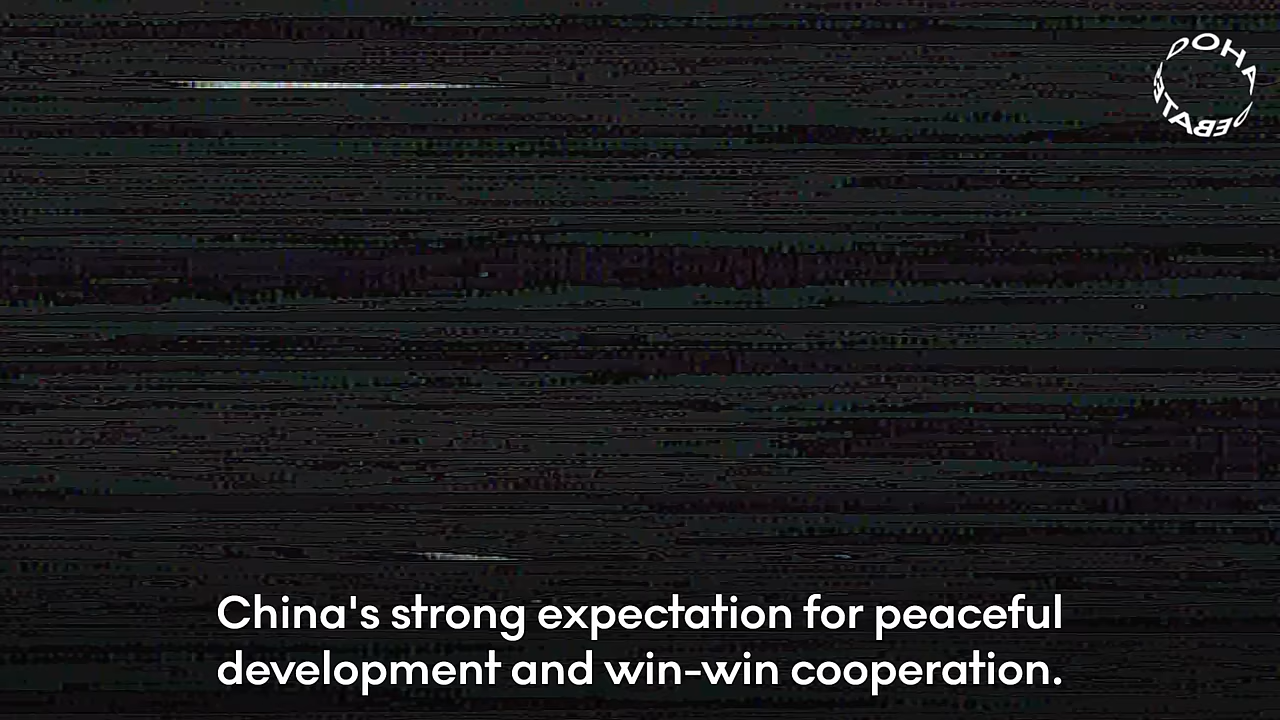 DOHA DEBATES
China's strong expectation for peaceful
development and win-win cooperation.